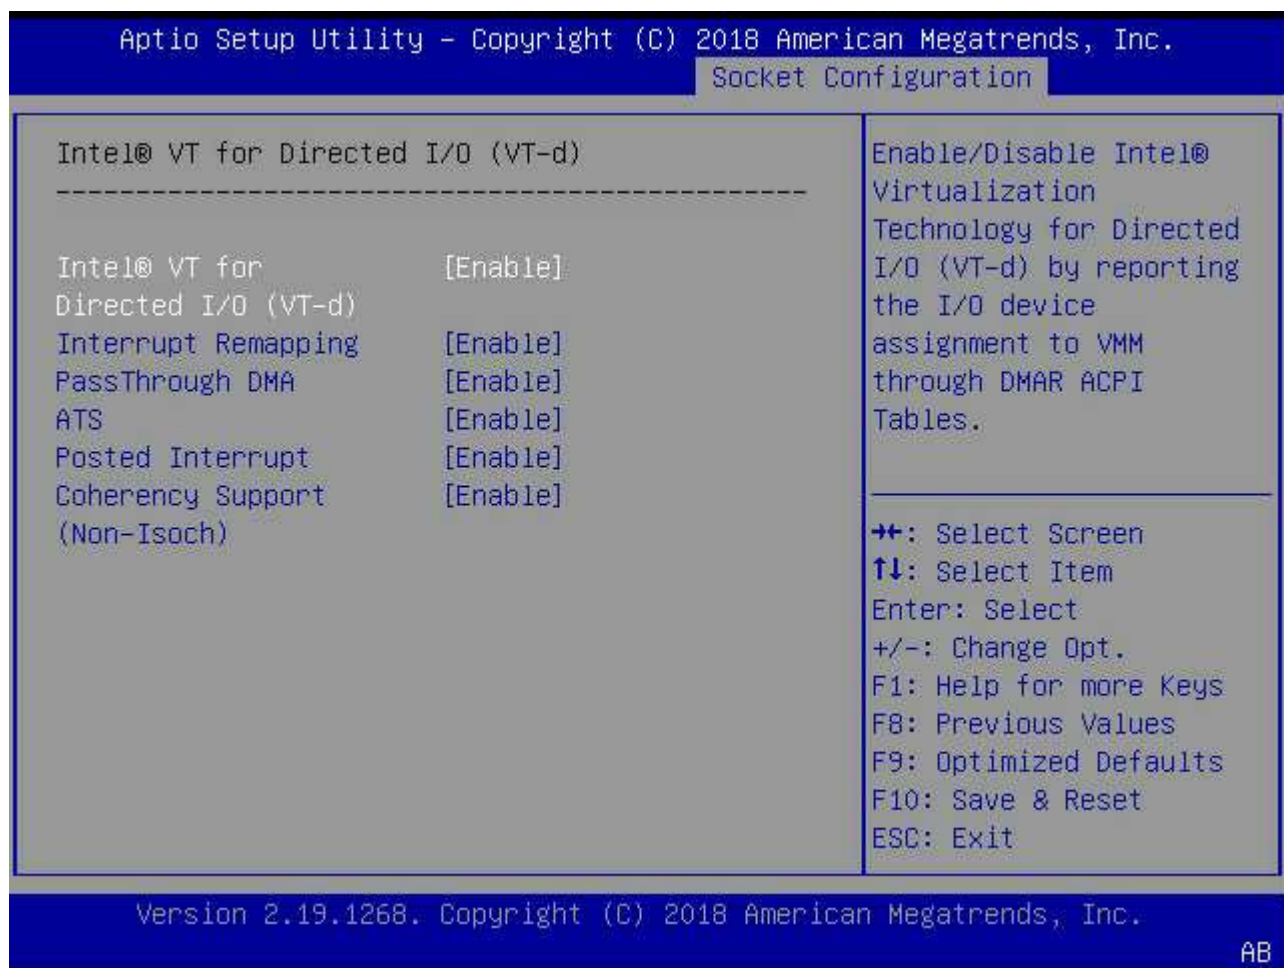 Aptio Setup Utility – Copyright (C) 2018 American Megatrends, Inc.
Socket Configuration
Intel® VT for Directed I/O (VT-d)
-----------------------------------------------
Intel® VT for [Enable]
Directed I/O (VT-d)
Interrupt Remapping [Enable]
PassThrough DMA [Enable]
ATS [Enable]
Posted Interrupt [Enable]
Coherency Support [Enable]
(Non-Isoch)
Enable/Disable Intel®
Virtualization
Technology for Directed
I/O (VT-d) by reporting
the I/O device
assignment to VMM
through DMAR ACPI
Tables.
→←: Select Screen
↑↓: Select Item
Enter: Select
+/-: Change Opt.
F1: Help for more Keys
F8: Previous Values
F9: Optimized Defaults
F10: Save & Reset
ESC: Exit
Version 2.19.1268. Copyright (C) 2018 American Megatrends, Inc.
AB